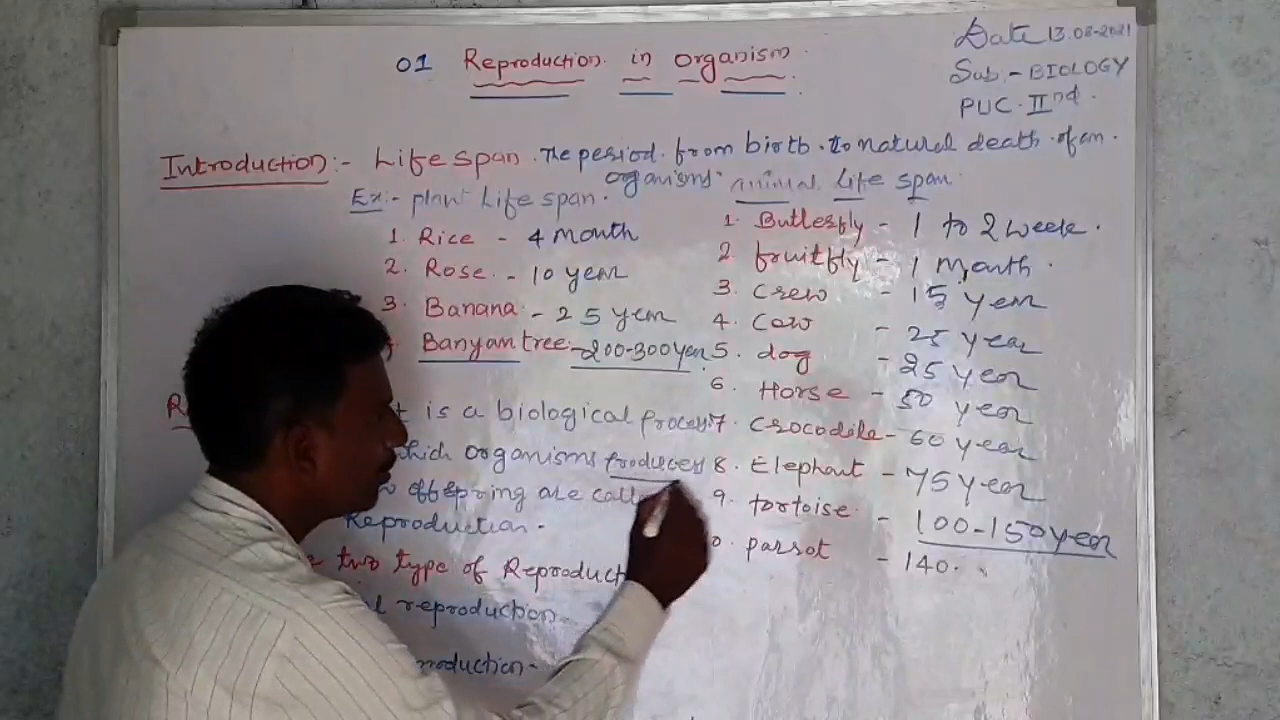 01 Reproduction in organism
Date 13.08-2021
Sub - BIOLOGY
PUC. IInd.
Introduction:- Life span. The period. from birth. to natural death. of an.
organisms.
Ex:- plant Life span.
1. Rice - 4 month
2. Rose. - 10 year
3. Banana. - 25 year
Banyan tree. - 200-300 year
animal Life span
1. Butterfly - 1 to 2 week.
2. fruitfly - 1 Month.
3. Crew - 15 year
4. Cow - 25 year
5. dog - 25 year
6. Horse - 50 year
7. Crocodile - 60 year
8. Elephant - 75 year
9. tortoise. - 100-150 year
parrot - 140.
is a biological process
organisms produces
offspring are
Reproduction.
two type of
reproduction